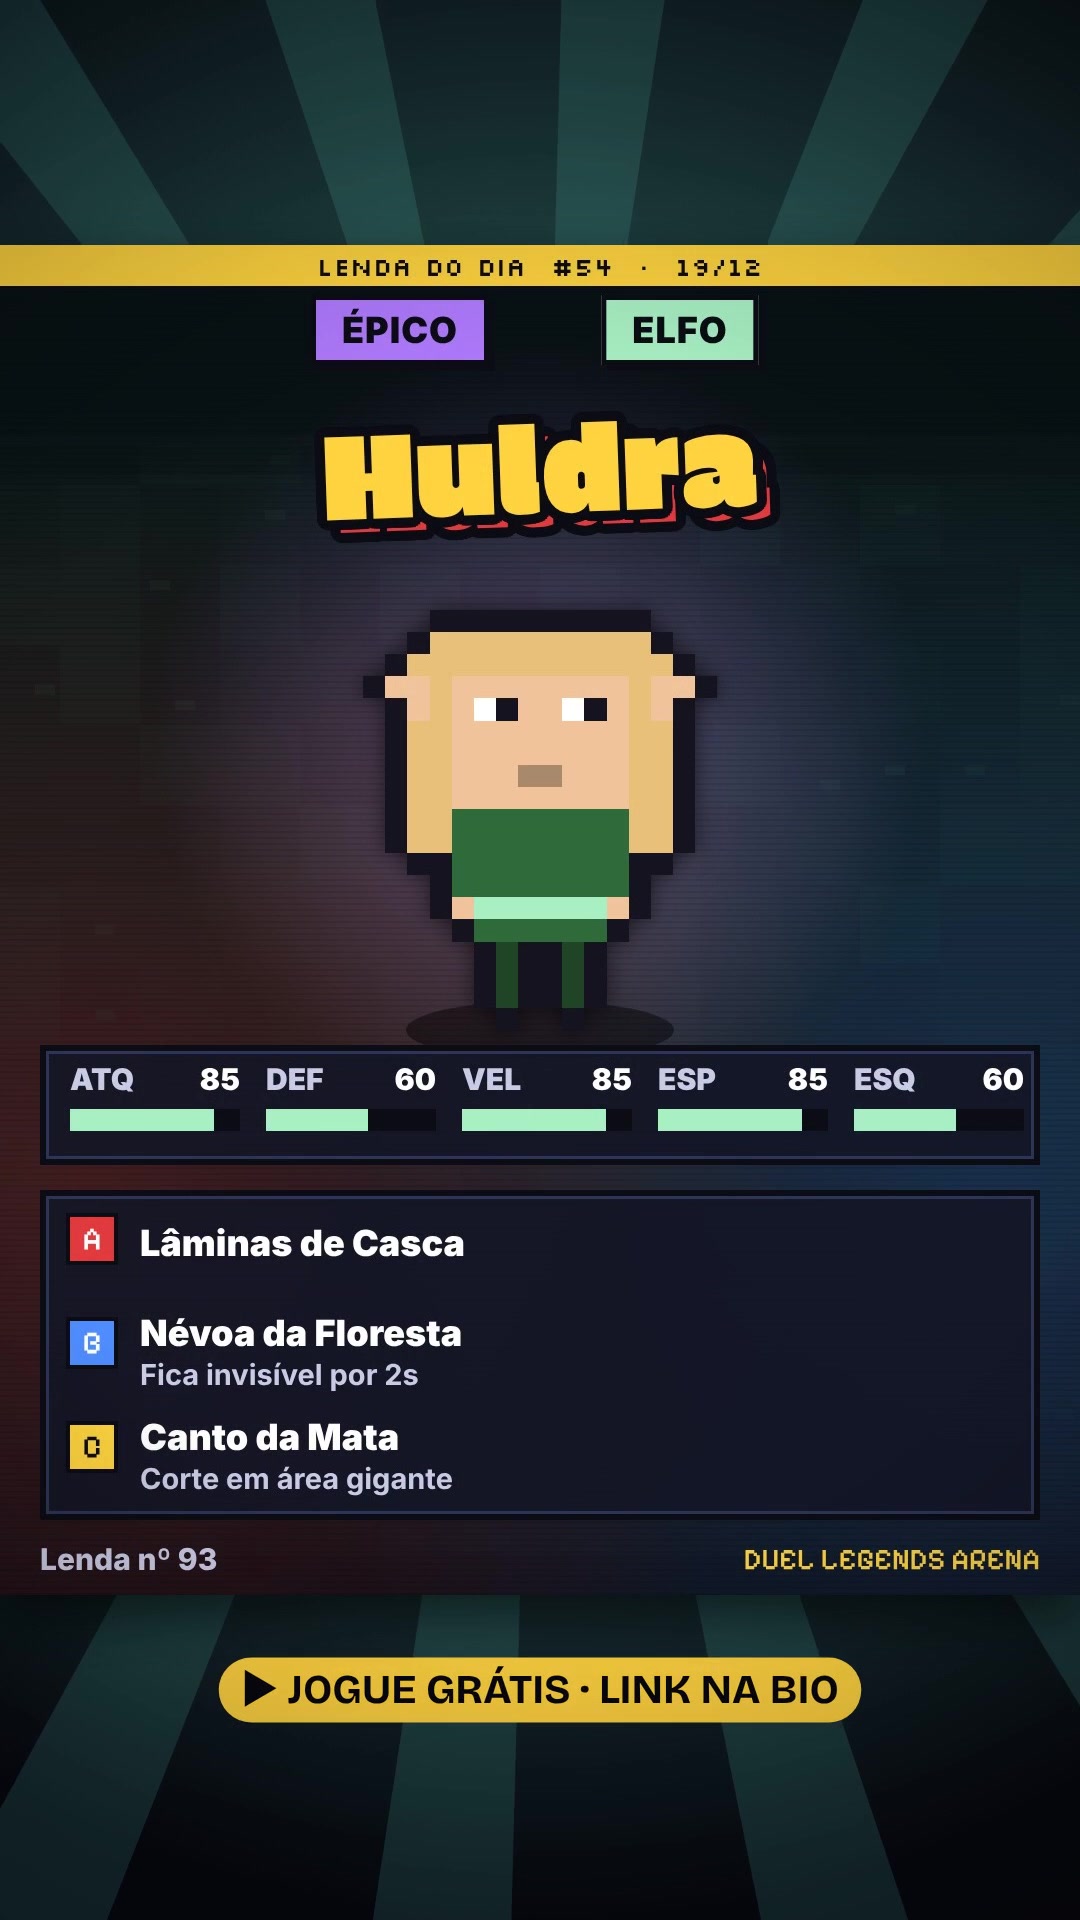 LENDA DO DIA #54 · 19/12
ÉPICO ELFO
Huldra
ATQ 85 DEF 60 VEL 85 ESP 85 ESQ 60
A Lâminas de Casca
B Névoa da Floresta
Fica invisível por 2s
C Canto da Mata
Corte em área gigante
Lenda nº 93 DUEL LEGENDS ARENA
▶ JOGUE GRÁTIS · LINK NA BIO